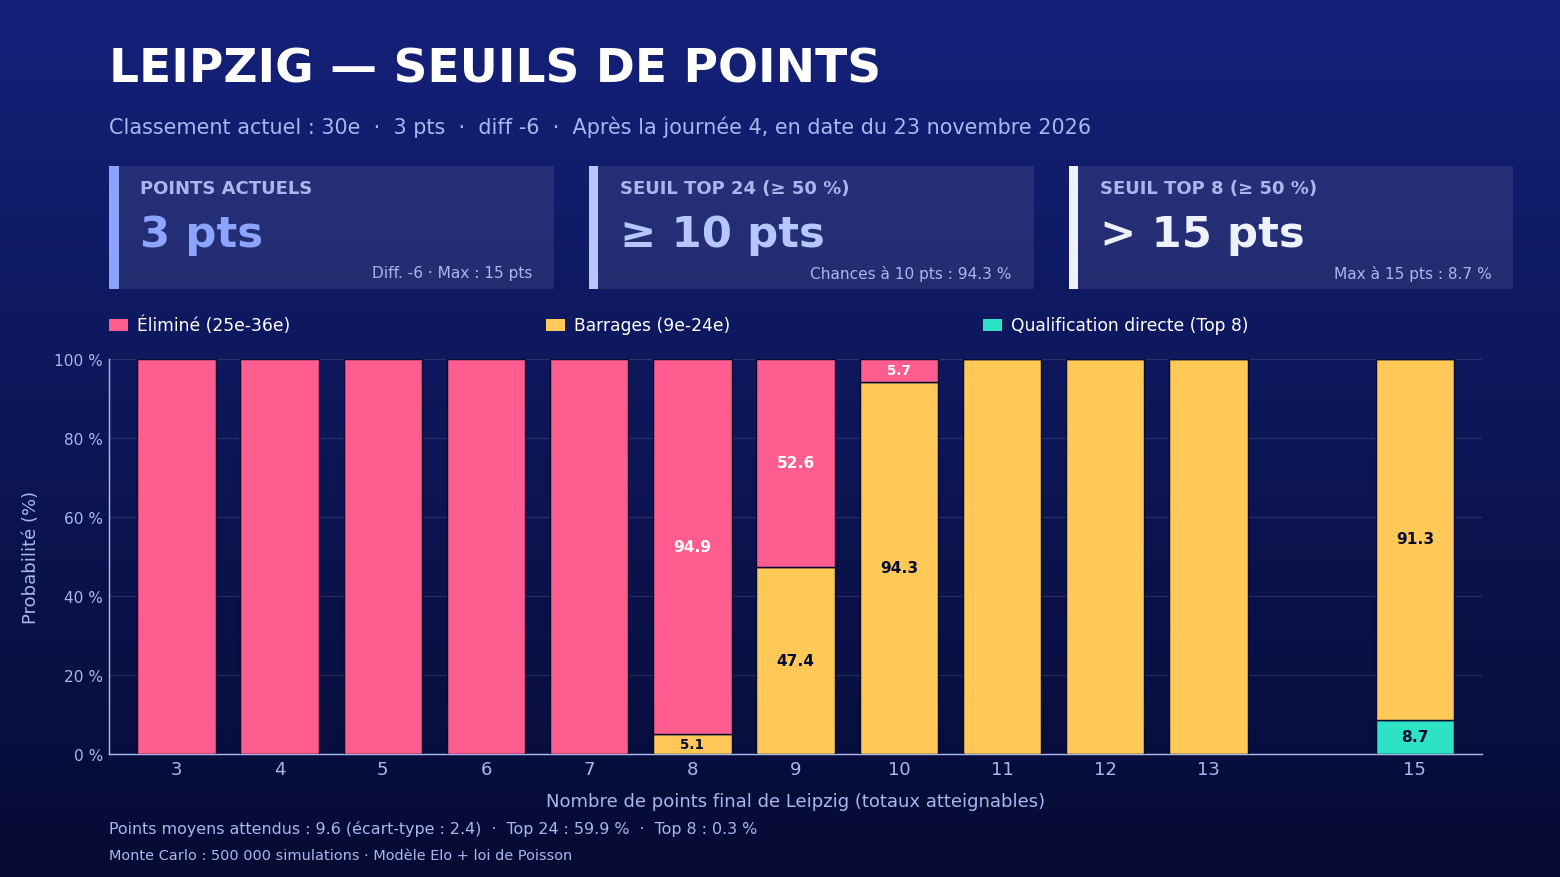 LEIPZIG — SEUILS DE POINTS
Classement actuel : 30e · 3 pts · diff -6 · Après la journée 4, en date du 23 novembre 2026
POINTS ACTUELS
3 pts
Diff. -6 · Max : 15 pts
SEUIL TOP 24 (≥ 50 %)
≥ 10 pts
Chances à 10 pts : 94.3 %
SEUIL TOP 8 (≥ 50 %)
> 15 pts
Max à 15 pts : 8.7 %
Éliminé (25e-36e)
Barrages (9e-24e)
Qualification directe (Top 8)
Probabilité (%)
100 %
80 %
60 %
40 %
20 %
0 %
94.9
5.1
52.6
47.4
5.7
94.3
91.3
8.7
3 4 5 6 7 8 9 10 11 12 13 15
Nombre de points final de Leipzig (totaux atteignables)
Points moyens attendus : 9.6 (écart-type : 2.4) · Top 24 : 59.9 % · Top 8 : 0.3 %
Monte Carlo : 500 000 simulations · Modèle Elo + loi de Poisson